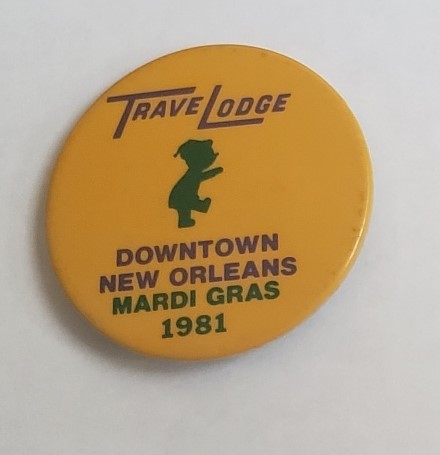 TRAVELODGE
DOWNTOWN
NEW ORLEANS
MARDI GRAS
1981